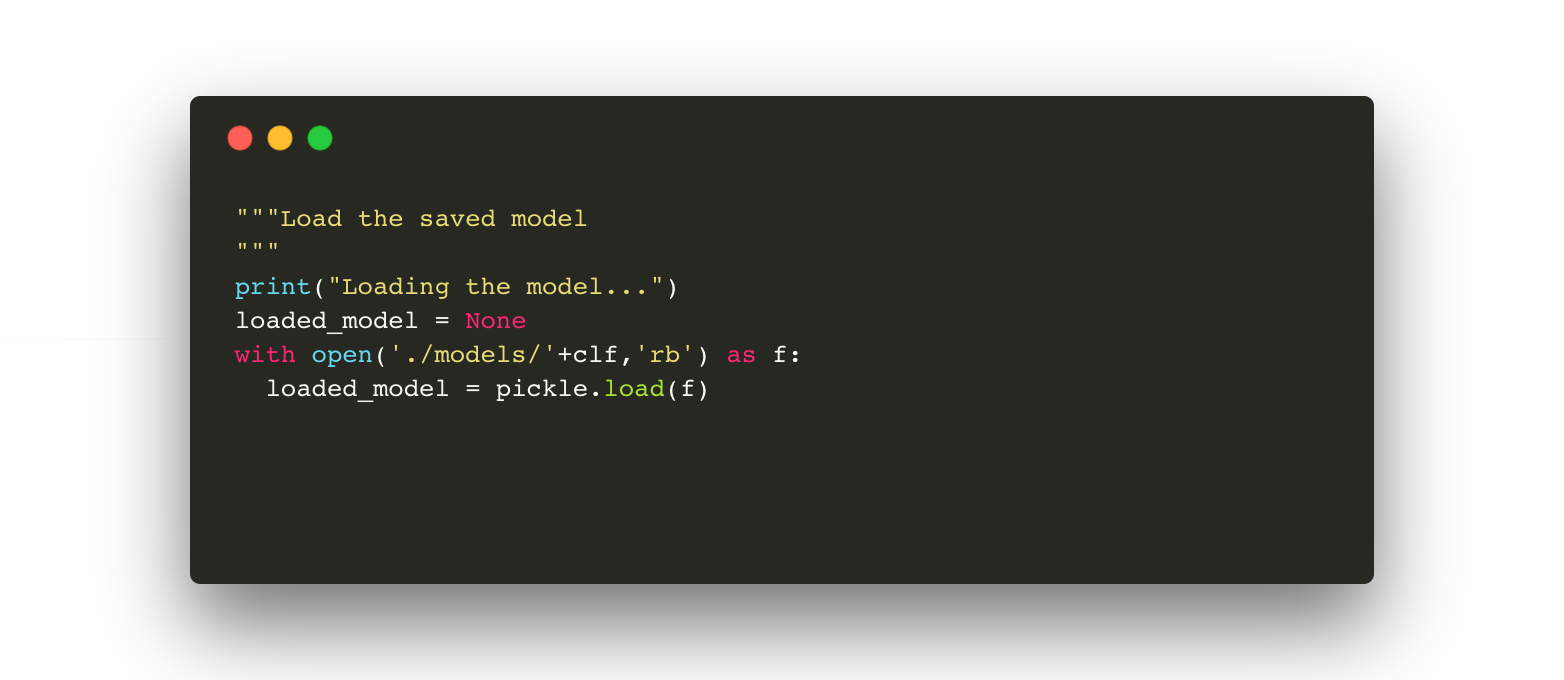 """Load the saved model
"""
print("Loading the model...")
loaded_model = None
with open('./models/'+clf,'rb') as f:
  loaded_model = pickle.load(f)